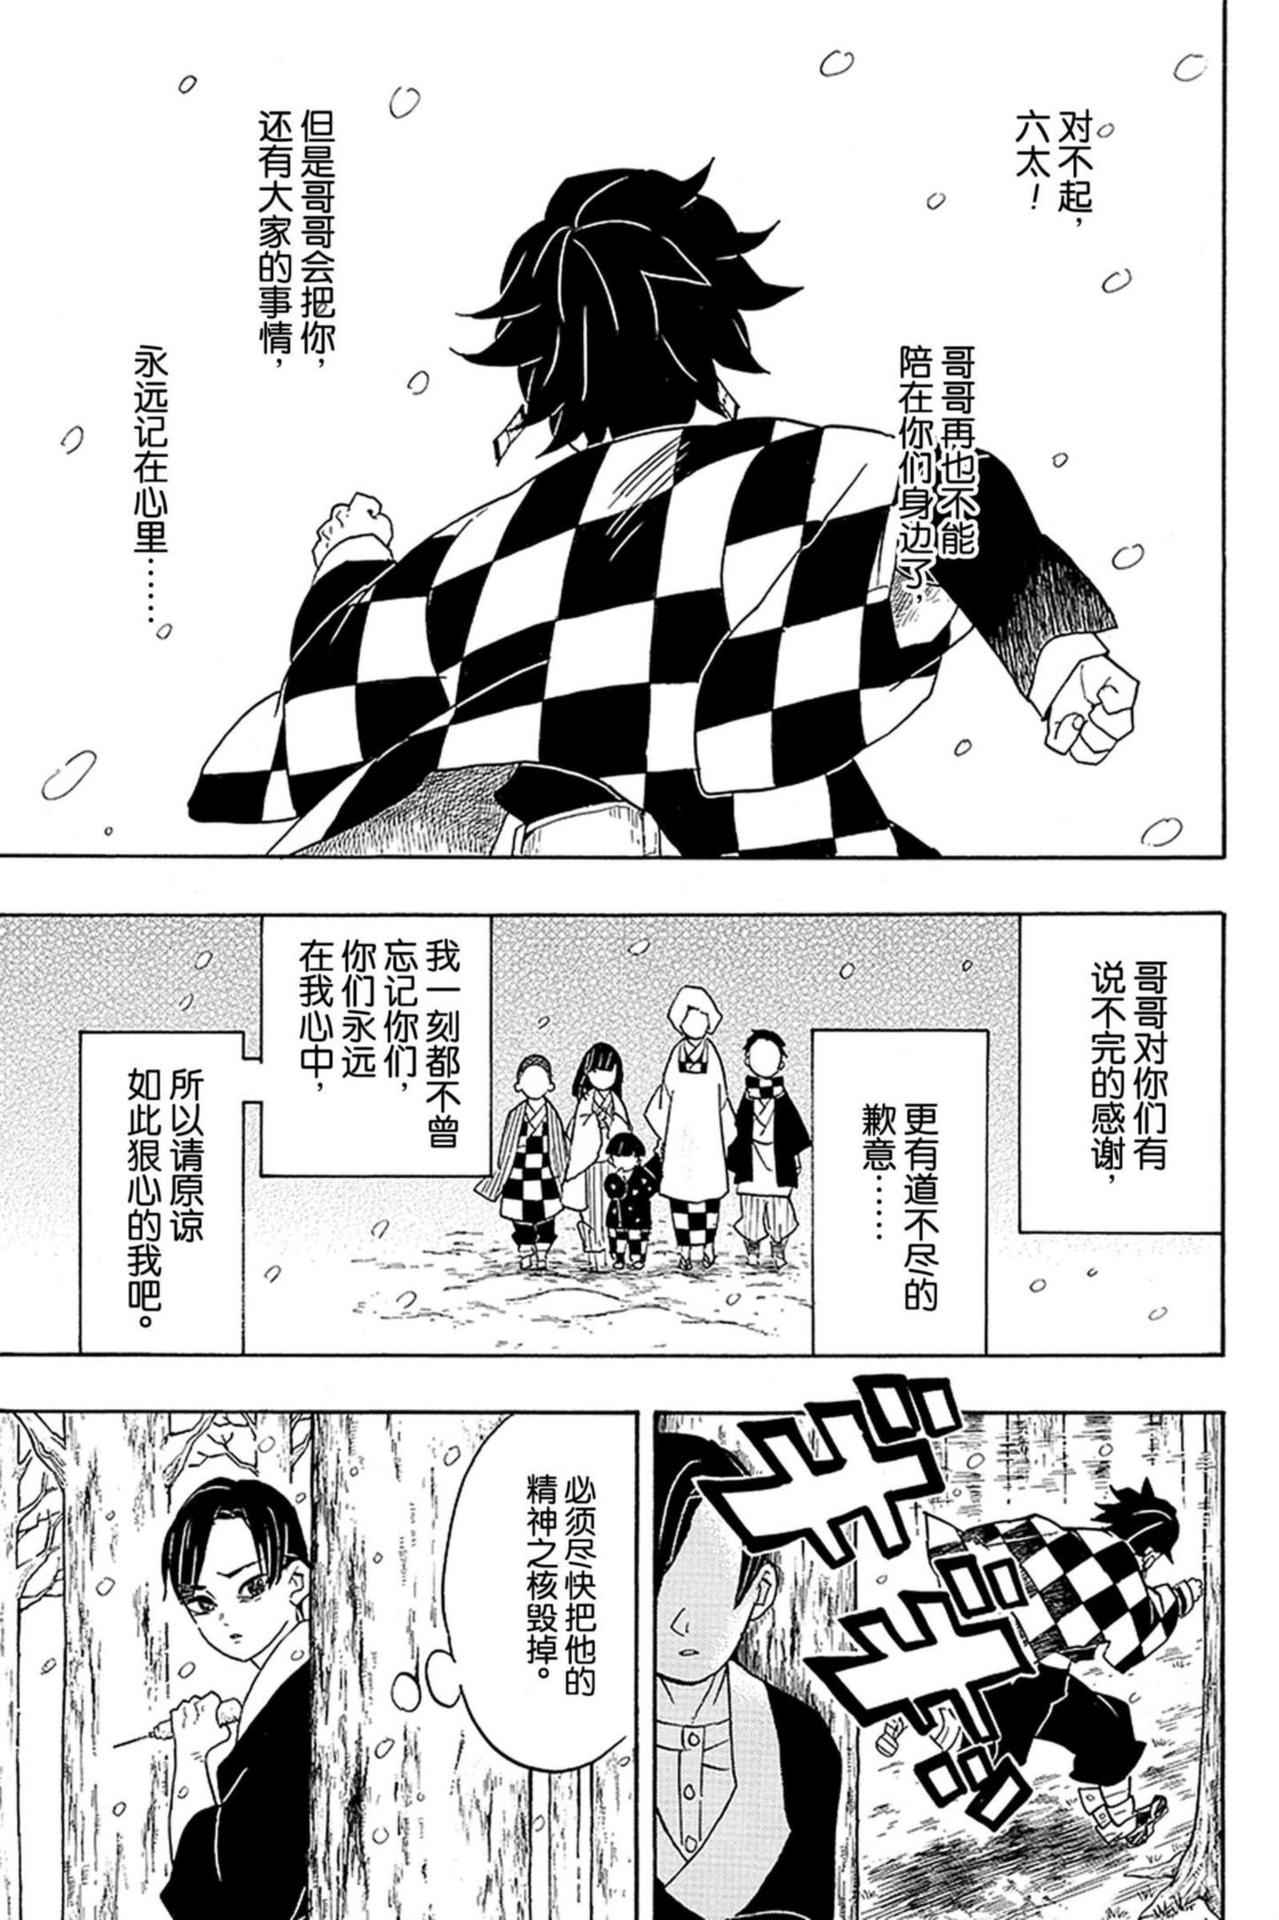 对不起，
六太！
哥哥再也不能
陪在你们身边了，
但是哥哥会把你，
还有大家的事情，
永远记在心里……
哥哥对你们有
说不完的感谢，
更有道不尽的
歉意……
我一刻都不曾
忘记你们，
你们永远
在我心中，
所以请原谅
如此狠心的我吧。
ザッ
ザッ
必须尽快把他的
精神之核毁掉。